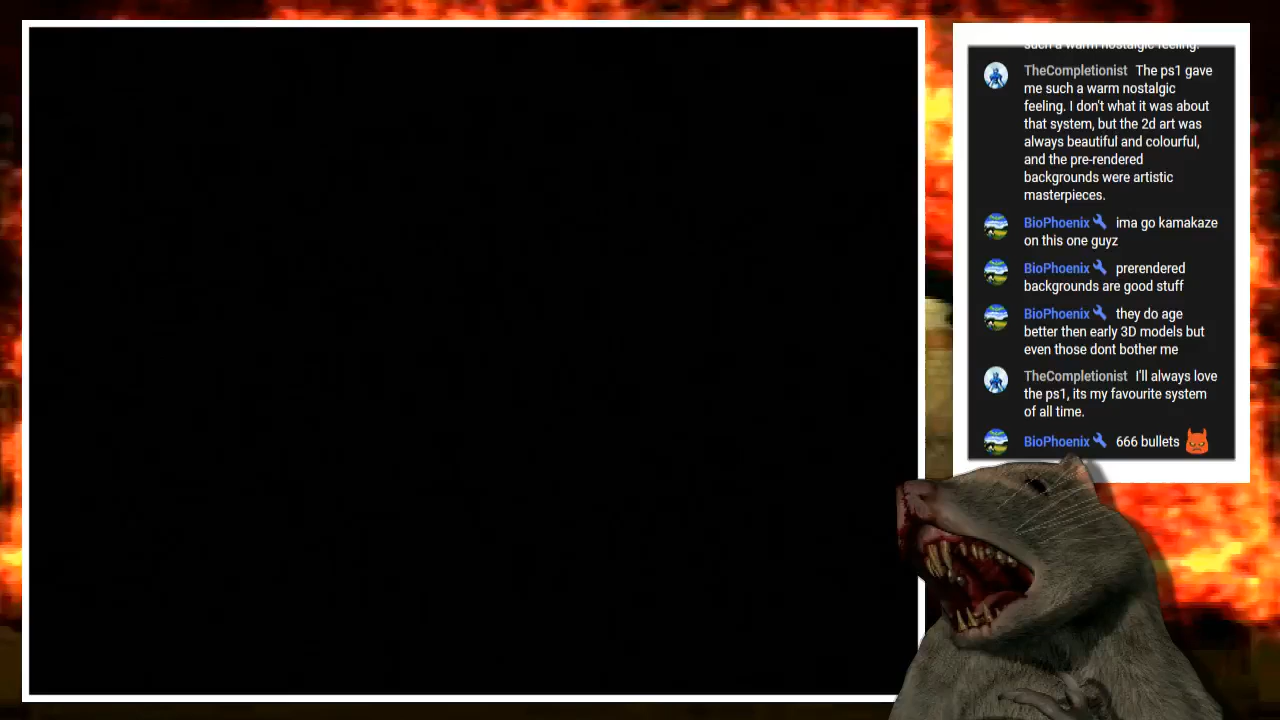 such a warm nostalgic feeling.
TheCompletionist The ps1 gave
me such a warm nostalgic
feeling. I don't what it was about
that system, but the 2d art was
always beautiful and colourful,
and the pre-rendered
backgrounds were artistic
masterpieces.
BioPhoenix ima go kamakaze
on this one guyz
BioPhoenix prerendered
backgrounds are good stuff
BioPhoenix they do age
better then early 3D models but
even those dont bother me
TheCompletionist I'll always love
the ps1, its my favourite system
of all time.
BioPhoenix 666 bullets